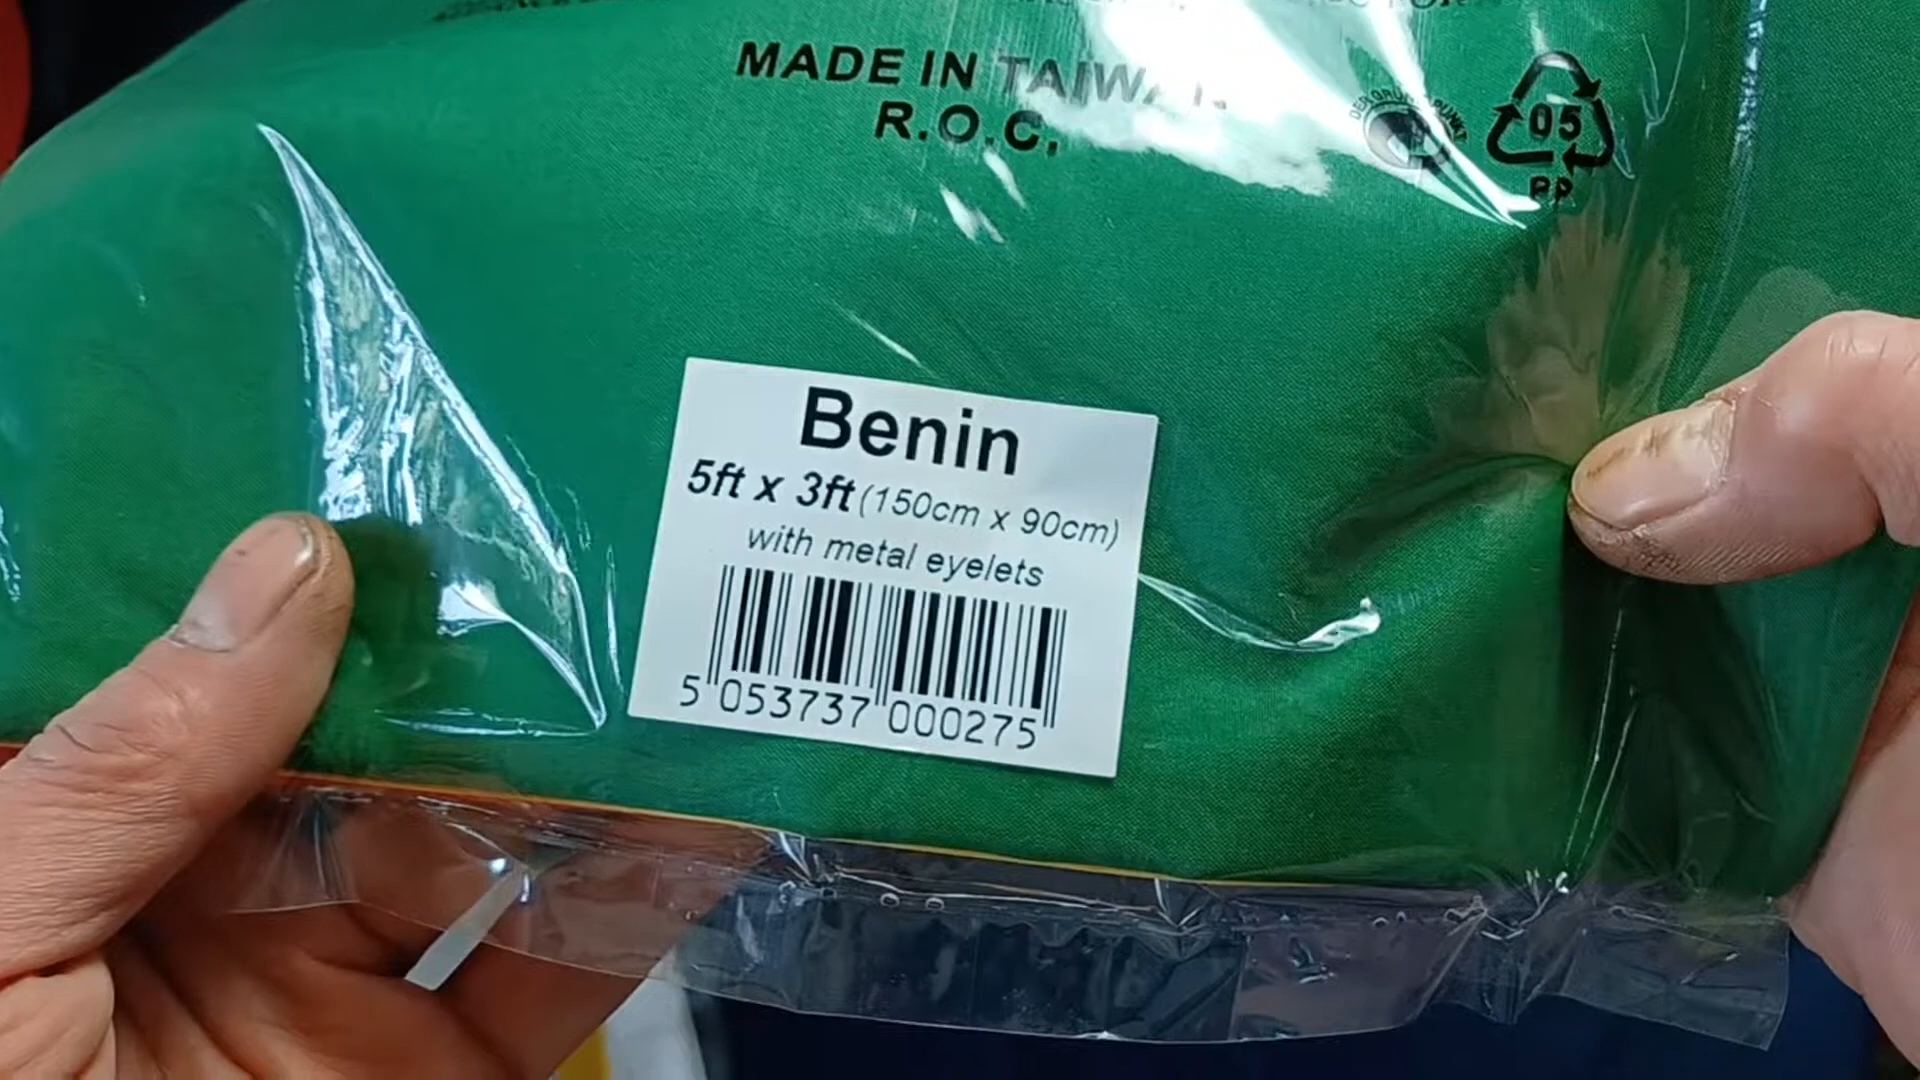 MADE IN TAIWAN
R.O.C.
05
PP
Benin
5ft x 3ft (150cm x 90cm)
with metal eyelets
5 053737 000275